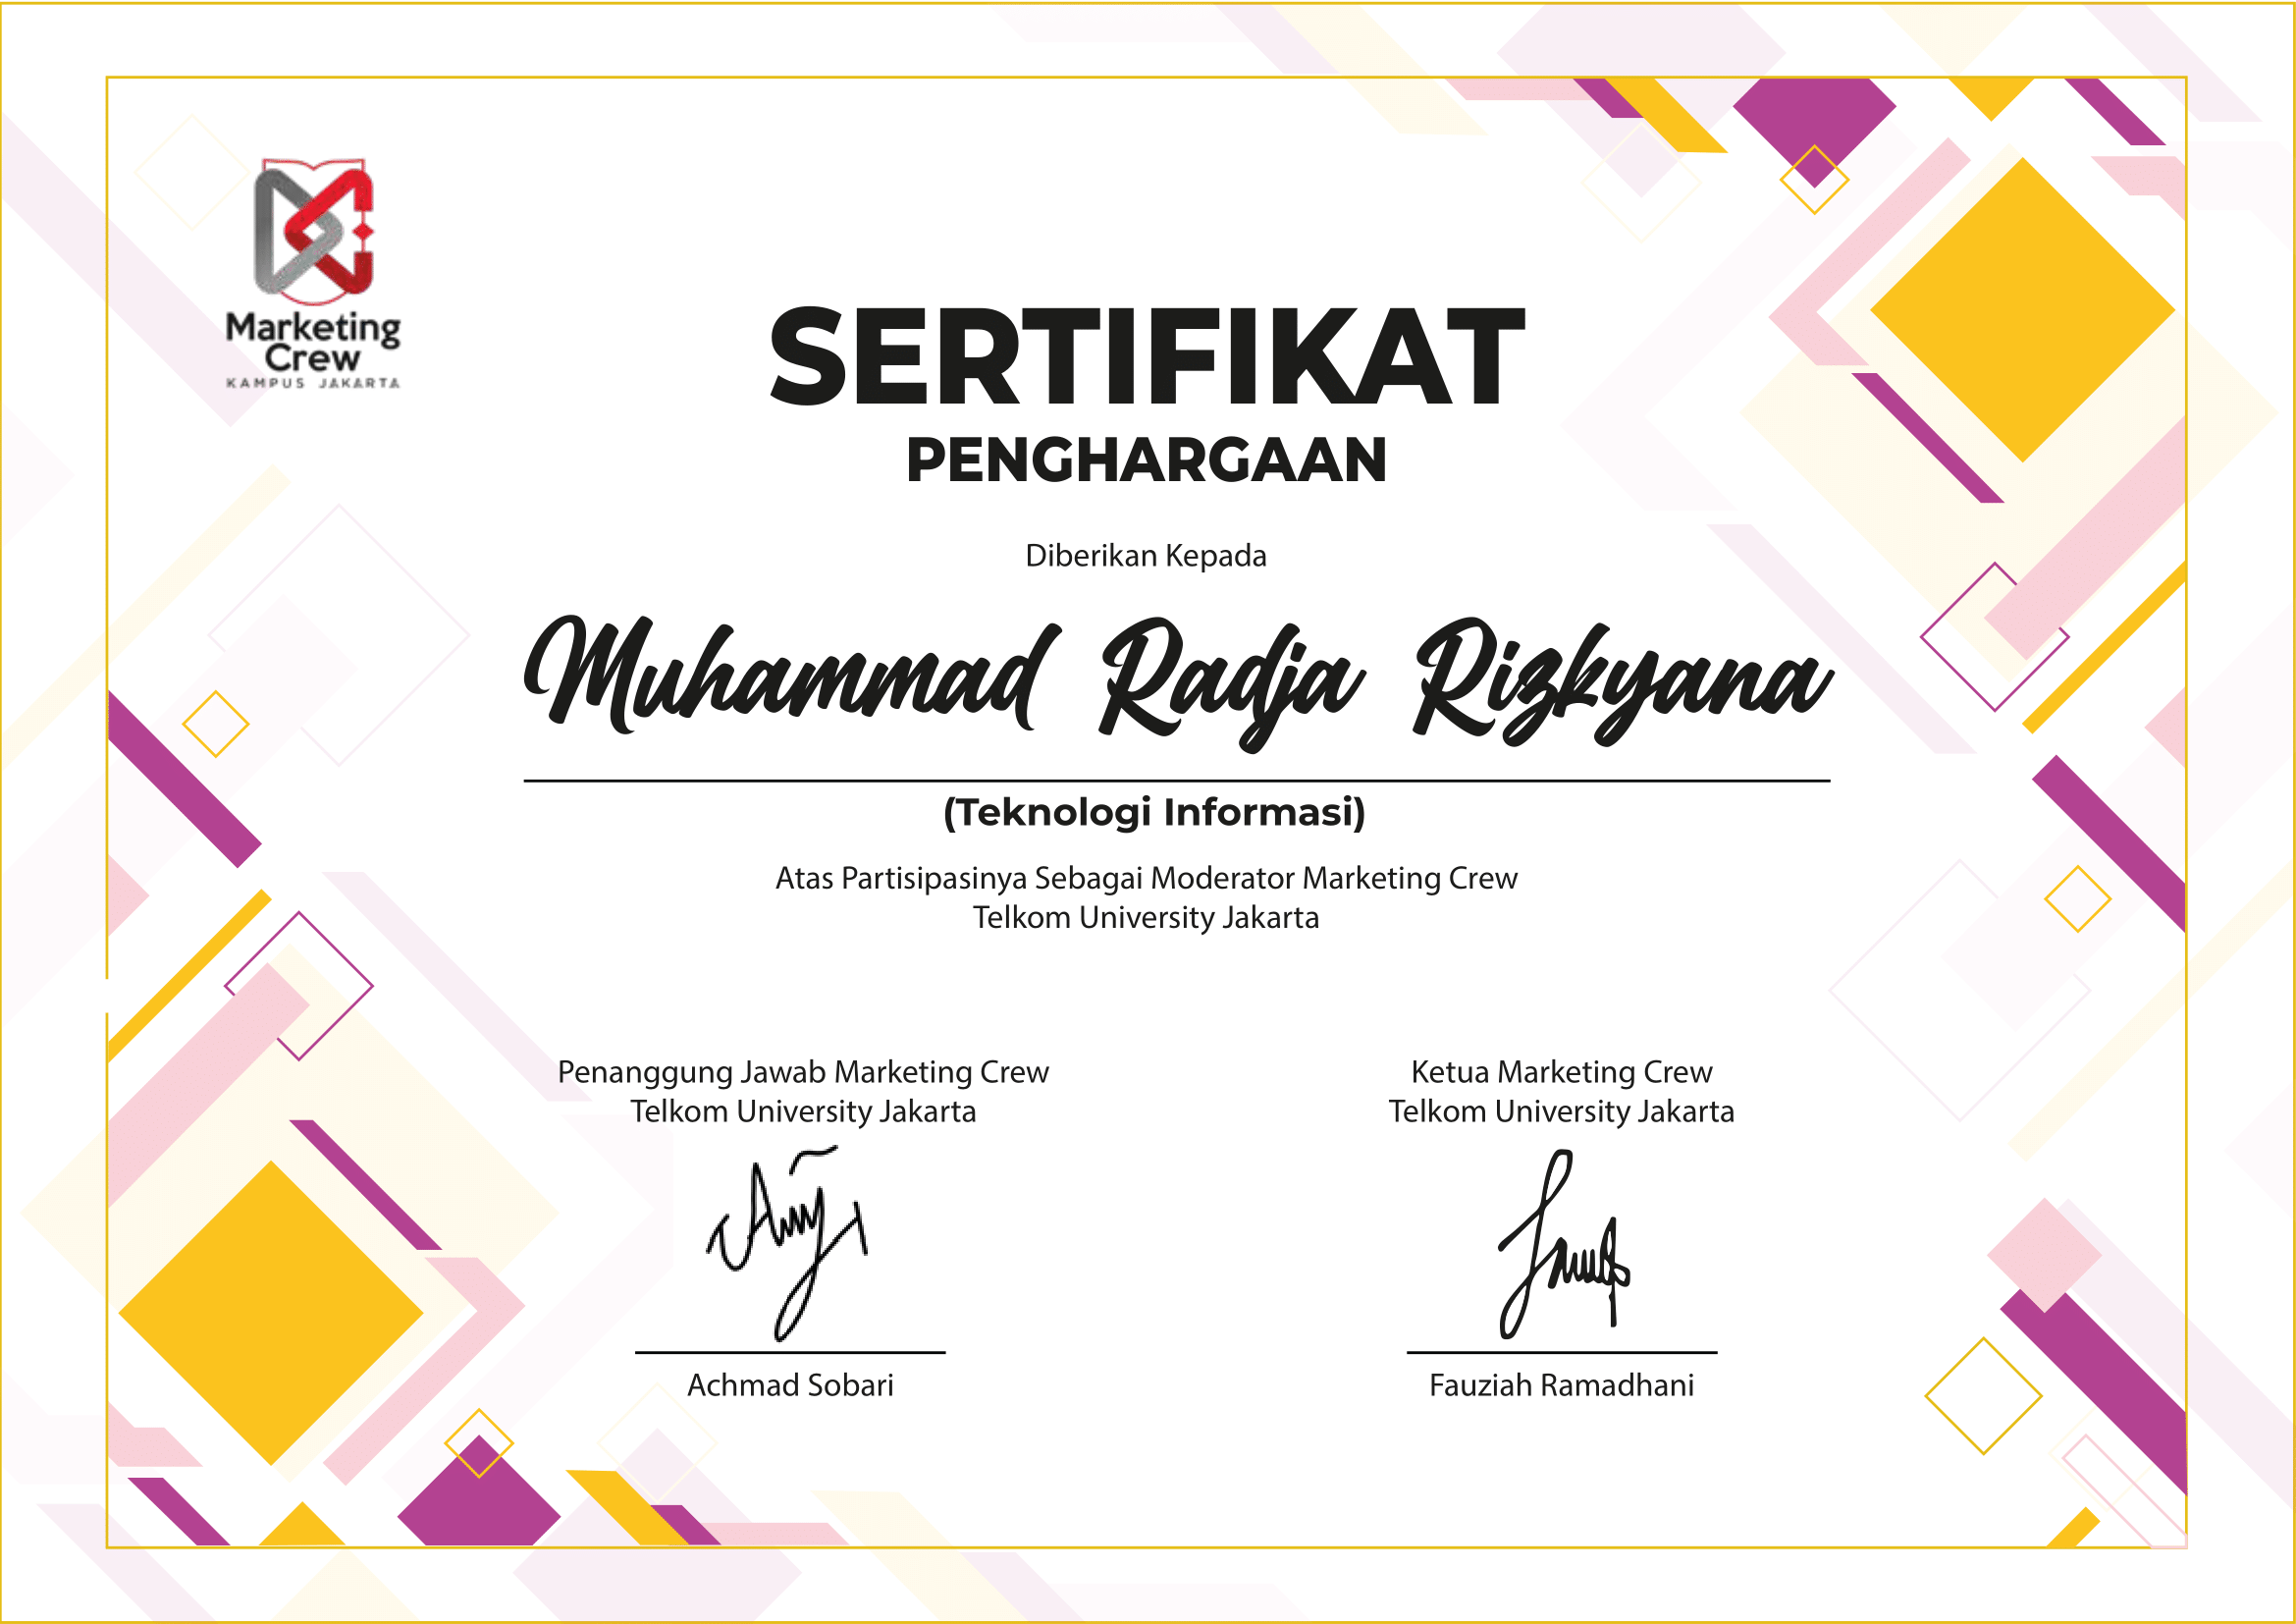 Marketing
Crew
KAMPUS JAKARTA
SERTIFIKAT
PENGHARGAAN
Diberikan Kepada
Muhammad Radja Rizkyana
(Teknologi Informasi)
Atas Partisipasinya Sebagai Moderator Marketing Crew
Telkom University Jakarta
Penanggung Jawab Marketing Crew
Telkom University Jakarta
Achmad Sobari
Ketua Marketing Crew
Telkom University Jakarta
Fauziah Ramadhani